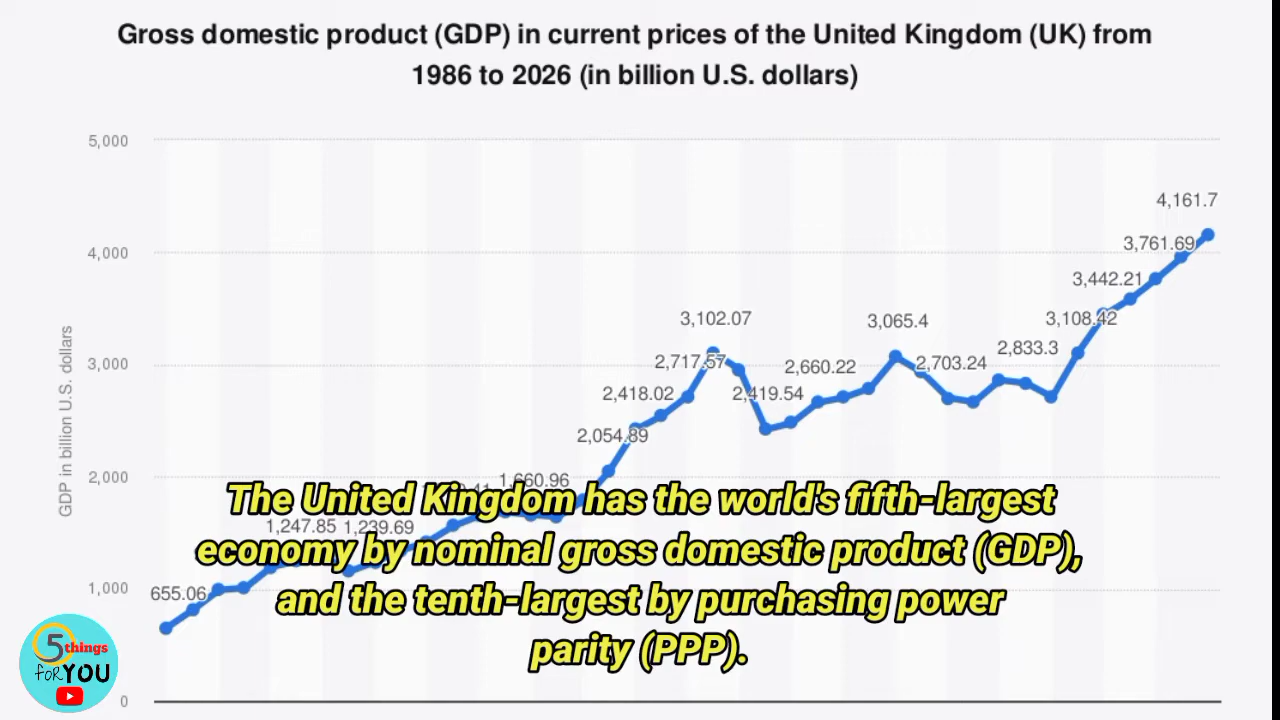 Gross domestic product (GDP) in current prices of the United Kingdom (UK) from
1986 to 2026 (in billion U.S. dollars)
5,000
4,161.7
4,000
3,761.69
3,442.21
3,102.07
3,065.4
3,108.42
2,833.3
3,000
2,717.57
2,660.22
2,703.24
2,418.02
2,419.54
2,054.89
GDP in billion U.S. dollars
2,000
1,660.96
1,247.85
1,239.69
1,000
655.06
0
The United Kingdom has the world's fifth-largest
economy by nominal gross domestic product (GDP),
and the tenth-largest by purchasing power
parity (PPP).
5 things
for YOU